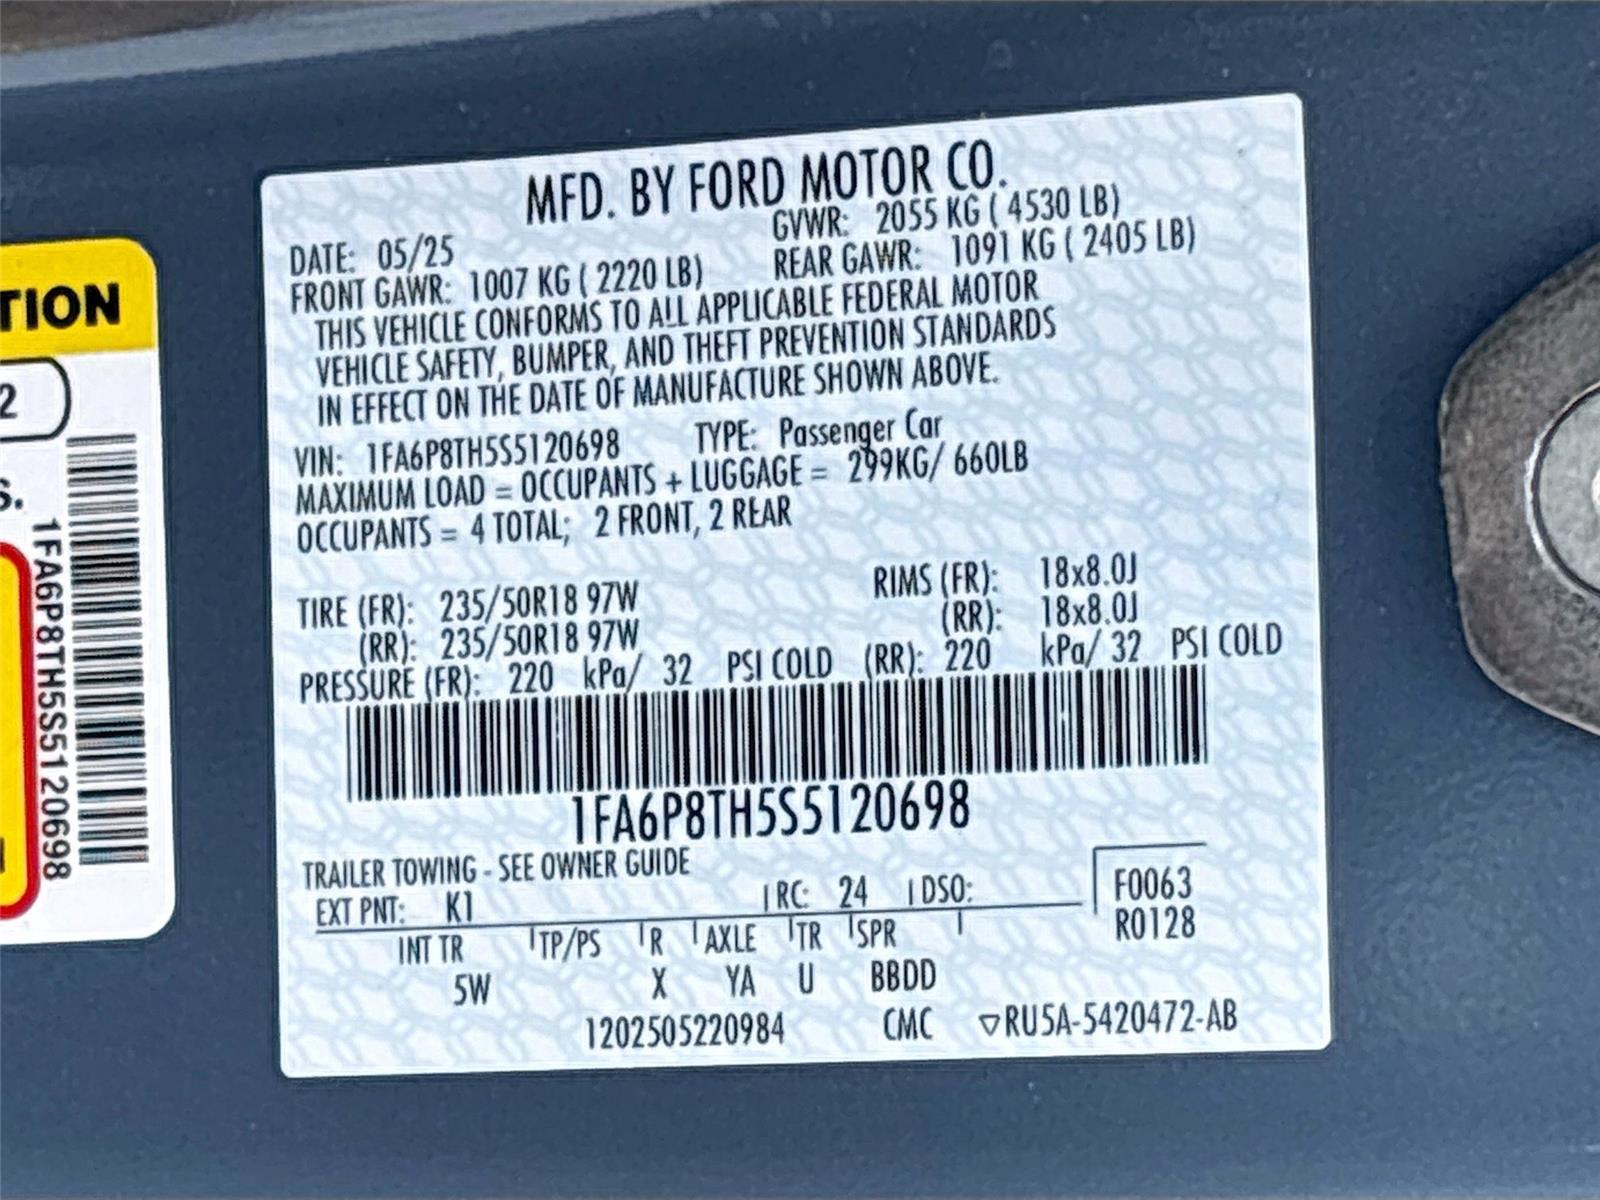 MFD. BY FORD MOTOR CO.
DATE: 05/25 GVWR: 2055 KG ( 4530 LB)
FRONT GAWR: 1007 KG ( 2220 LB) REAR GAWR: 1091 KG ( 2405 LB)
THIS VEHICLE CONFORMS TO ALL APPLICABLE FEDERAL MOTOR
VEHICLE SAFETY, BUMPER, AND THEFT PREVENTION STANDARDS
IN EFFECT ON THE DATE OF MANUFACTURE SHOWN ABOVE.
VIN: 1FA6P8TH5S5120698 TYPE: Passenger Car
MAXIMUM LOAD = OCCUPANTS + LUGGAGE = 299KG/ 660LB
OCCUPANTS = 4 TOTAL; 2 FRONT, 2 REAR
TIRE (FR): 235/50R18 97W RIMS (FR): 18x8.0J
(RR): 235/50R18 97W (RR): 18x8.0J
PRESSURE (FR): 220 kPa/ 32 PSI COLD (RR): 220 kPa/ 32 PSI COLD
1FA6P8TH5S5120698
TRAILER TOWING - SEE OWNER GUIDE
EXT PNT: K1 RC: 24 DSO: F0063
R0128
INT TR TP/PS R AXLE TR SPR
5W X YA U BBDD
1202505220984 CMC ▽RU5A-5420472-AB
TION
2
S.
1FA6P8TH5S5120698